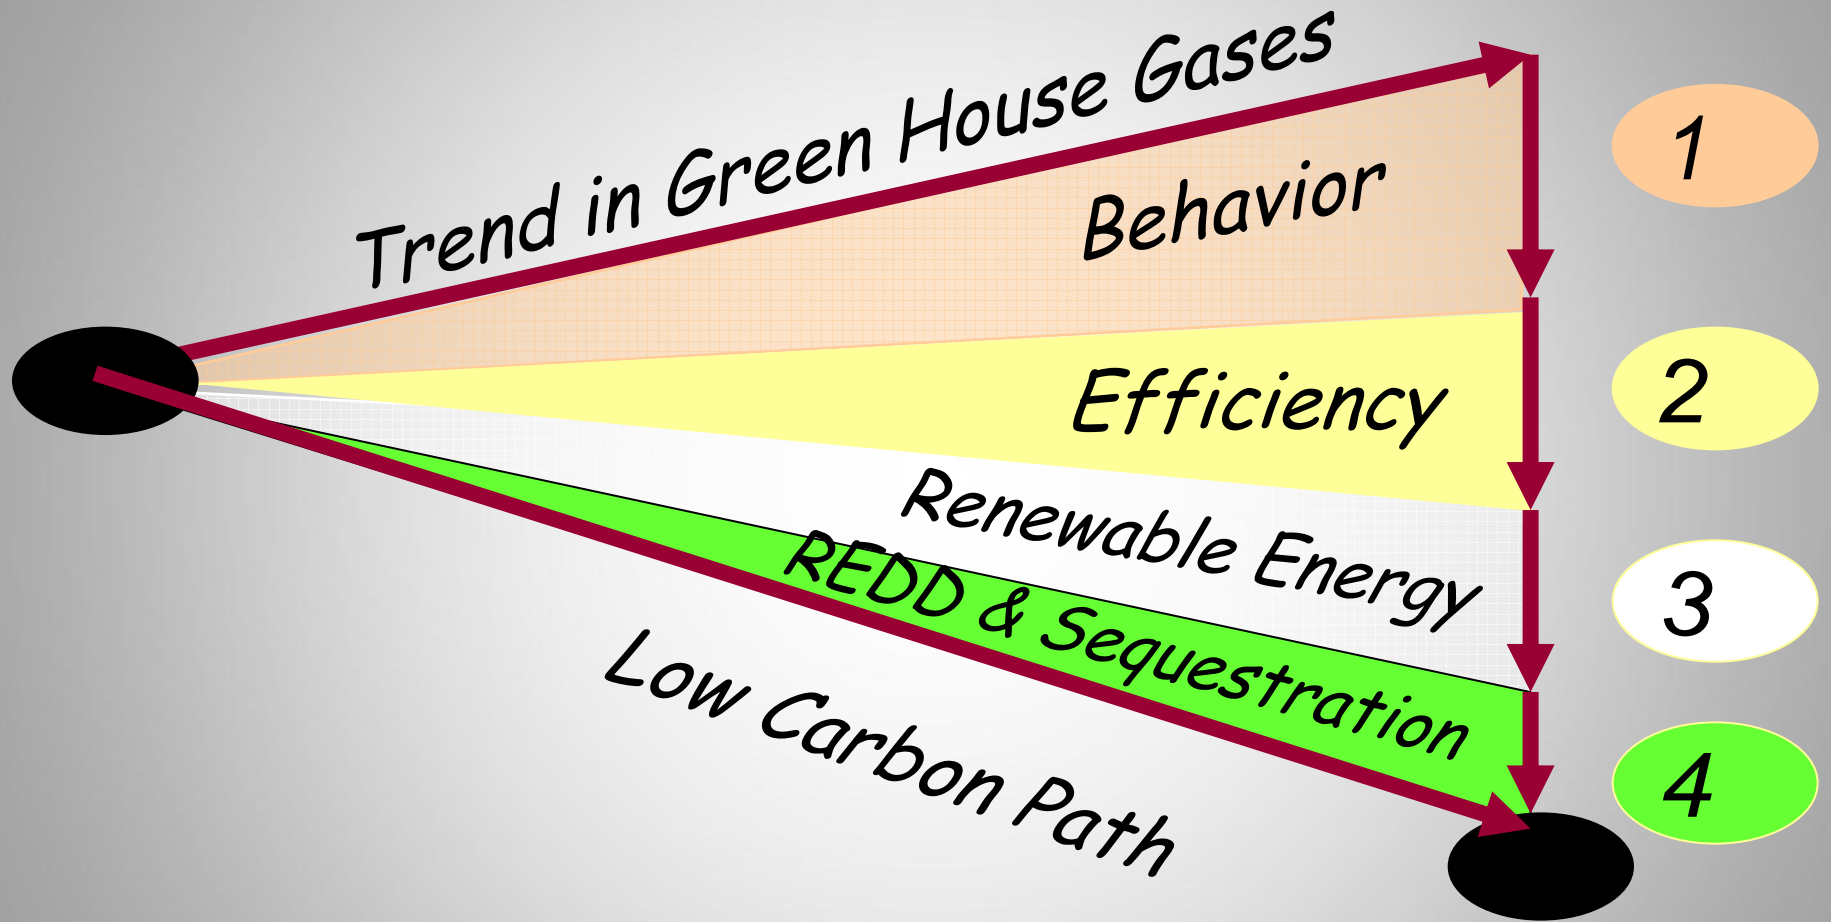 Trend in Green House Gases
Behavior
1
Efficiency
2
Renewable Energy
3
REDD & Sequestration
4
Low Carbon Path